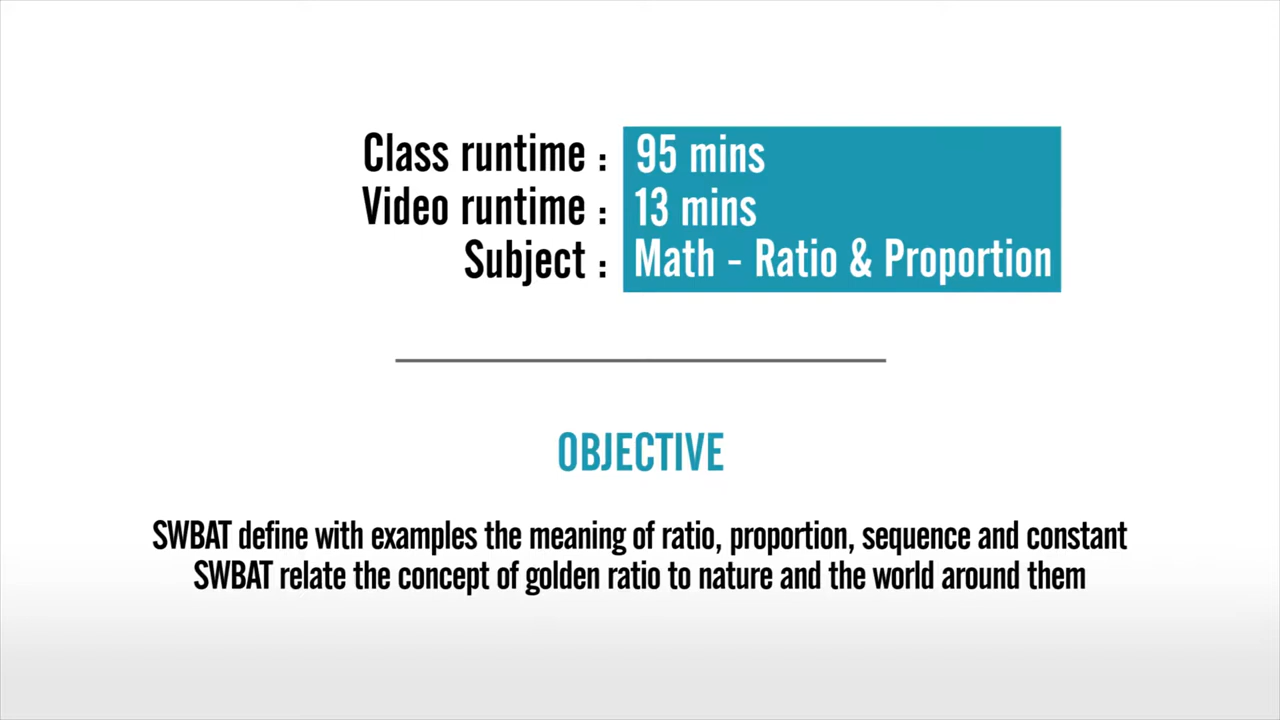 Class runtime : 95 mins
Video runtime : 13 mins
Subject : Math - Ratio & Proportion
OBJECTIVE
SWBAT define with examples the meaning of ratio, proportion, sequence and constant
SWBAT relate the concept of golden ratio to nature and the world around them